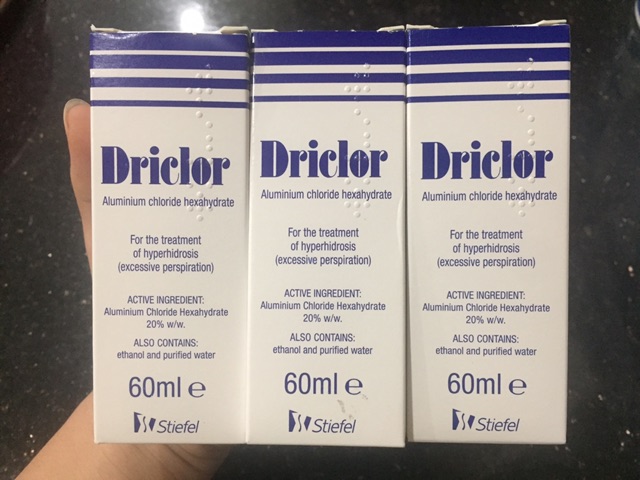 Driclor
Aluminium chloride hexahydrate
For the treatment
of hyperhidrosis
(excessive perspiration)
ACTIVE INGREDIENT:
Aluminium Chloride Hexahydrate
20% w/w.
ALSO CONTAINS:
ethanol and purified water
60ml e
Stiefel
Driclor
Aluminium chloride hexahydrate
For the treatment
of hyperhidrosis
(excessive perspiration)
ACTIVE INGREDIENT:
Aluminium Chloride Hexahydrate
20% w/w.
ALSO CONTAINS:
ethanol and purified water
60ml e
Stiefel
Driclor
Aluminium chloride hexahydrate
For the treatment
of hyperhidrosis
(excessive perspiration)
ACTIVE INGREDIENT:
Aluminium Chloride Hexahydrate
20% w/w.
ALSO CONTAINS:
ethanol and purified water
60ml e
Stiefel